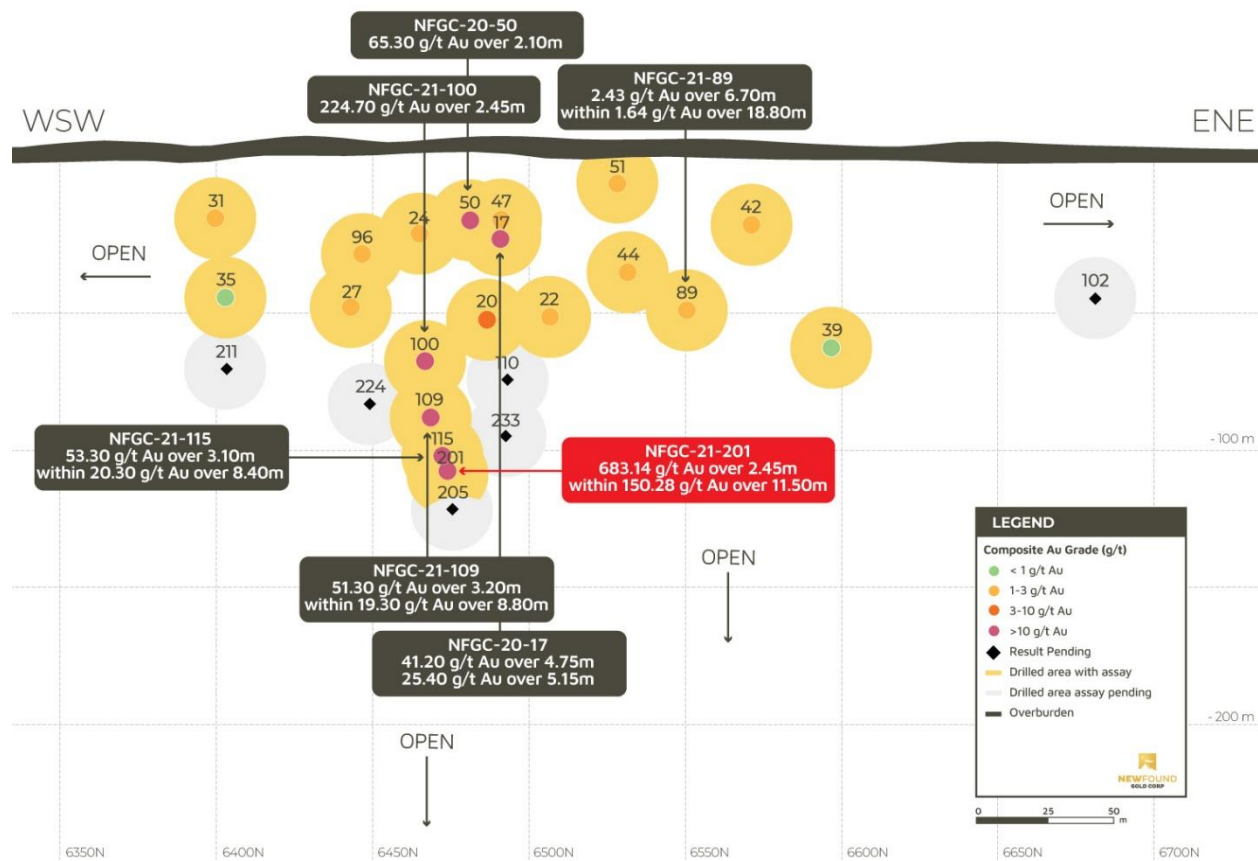 NFGC-20-50
65.30 g/t Au over 2.10m
NFGC-21-100
224.70 g/t Au over 2.45m
NFGC-21-89
2.43 g/t Au over 6.70m
within 1.64 g/t Au over 18.80m
WSW
ENE
51
31
50
47
42
24
17
96
OPEN
OPEN
44
35
27
20
22
89
102
100
39
211
110
224
109
233
115
201
205
NFGC-21-115
53.30 g/t Au over 3.10m
within 20.30 g/t Au over 8.40m
NFGC-21-201
683.14 g/t Au over 2.45m
within 150.28 g/t Au over 11.50m
- 100 m
NFGC-21-109
51.30 g/t Au over 3.20m
within 19.30 g/t Au over 8.80m
OPEN
NFGC-20-17
41.20 g/t Au over 4.75m
25.40 g/t Au over 5.15m
OPEN
- 200 m
LEGEND
Composite Au Grade (g/t)
< 1 g/t Au
1-3 g/t Au
3-10 g/t Au
>10 g/t Au
Result Pending
Drilled area with assay
Drilled area assay pending
Overburden
NEWFOUND
GOLD CORP
0 25 50
m
6350N 6400N 6450N 6500N 6550N 6600N 6650N 6700N